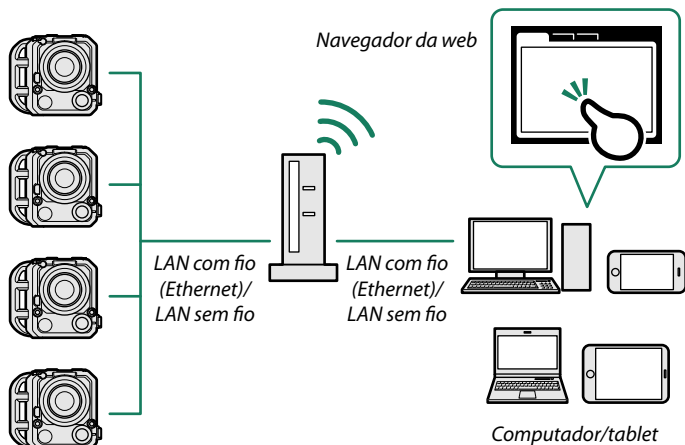 Navegador da web
LAN com fio
(Ethernet)/
LAN sem fio
LAN com fio
(Ethernet)/
LAN sem fio
Computador/tablet